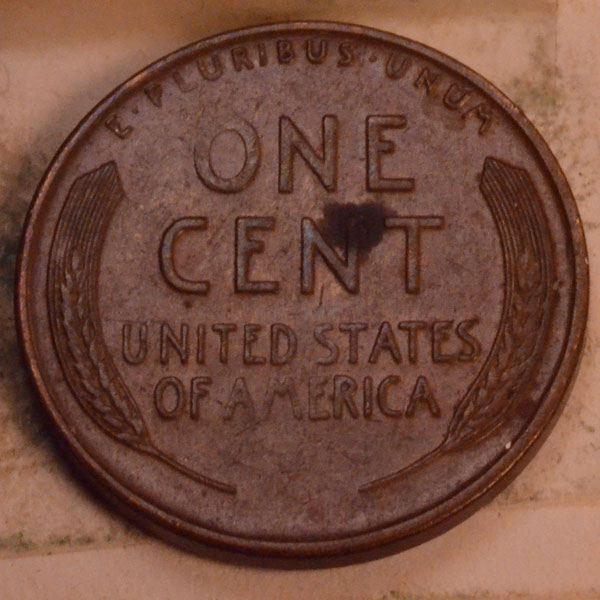 E·PLURIBUS·UNUM
ONE
CENT
UNITED STATES
OF AMERICA